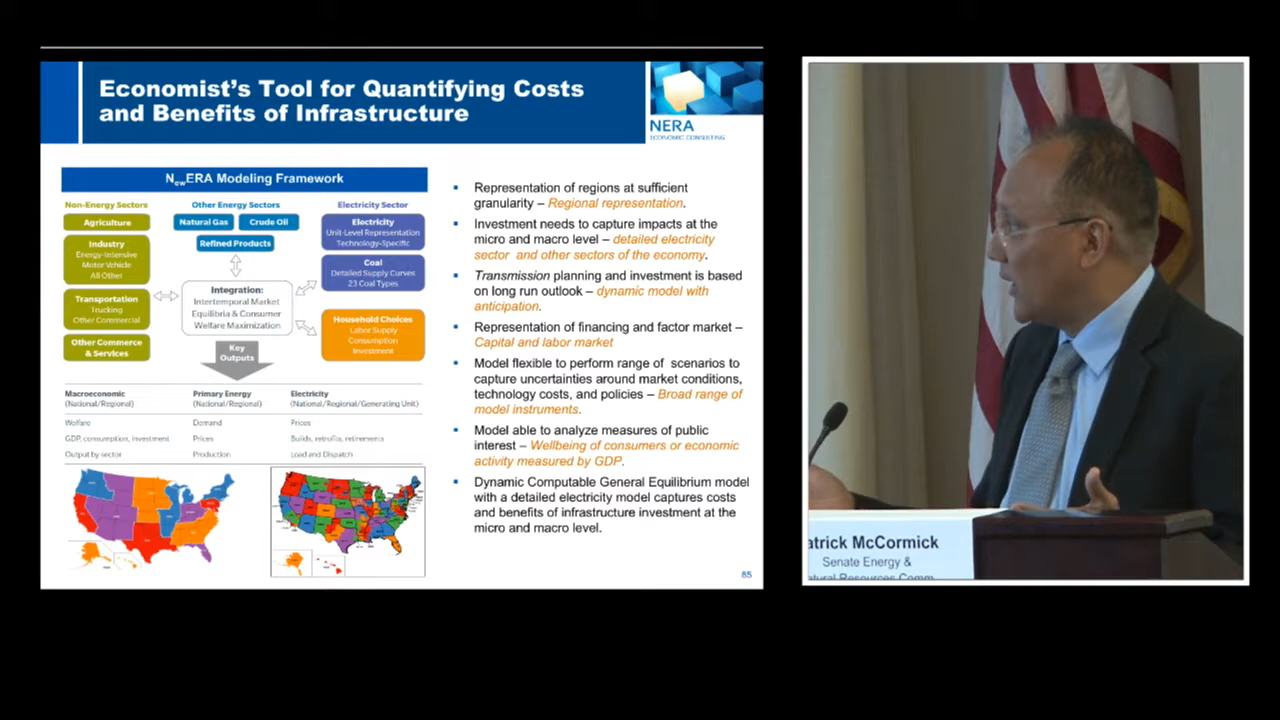 Economist's Tool for Quantifying Costs
and Benefits of Infrastructure
NERA
ECONOMIC CONSULTING
NewERA Modeling Framework
Non-Energy Sectors
Other Energy Sectors
Electricity Sector
Agriculture
Natural Gas
Crude Oil
Refined Products
Electricity
Unit-Level Representation
Technology-Specific
Industry
Energy-Intensive
Motor Vehicle
All Other
Coal
Detailed Supply Curves
23 Coal Types
Transportation
Trucking
Other Commercial
Integration:
Intertemporal Market
Equilibria & Consumer
Welfare Maximization
Household Choices
Labor Supply
Consumption
Investment
Other Commerce
& Services
Key
Outputs
Macroeconomic
(National/Regional)
Primary Energy
(National/Regional)
Electricity
(National/Regional/Generating Unit)
Welfare
Demand
Prices
GDP, consumption, investment
Prices
Builds, retrofits, retirements
Output by sector
Production
Load and Dispatch
▪ Representation of regions at sufficient
granularity – Regional representation.
▪ Investment needs to capture impacts at the
micro and macro level – detailed electricity
sector and other sectors of the economy.
▪ Transmission planning and investment is based
on long run outlook – dynamic model with
anticipation.
▪ Representation of financing and factor market –
Capital and labor market
▪ Model flexible to perform range of scenarios to
capture uncertainties around market conditions,
technology costs, and policies – Broad range of
model instruments.
▪ Model able to analyze measures of public
interest – Wellbeing of consumers or economic
activity measured by GDP.
▪ Dynamic Computable General Equilibrium model
with a detailed electricity model captures costs
and benefits of infrastructure investment at the
micro and macro level.
85
atrick McCormick
Senate Energy &
atural Resources Comm